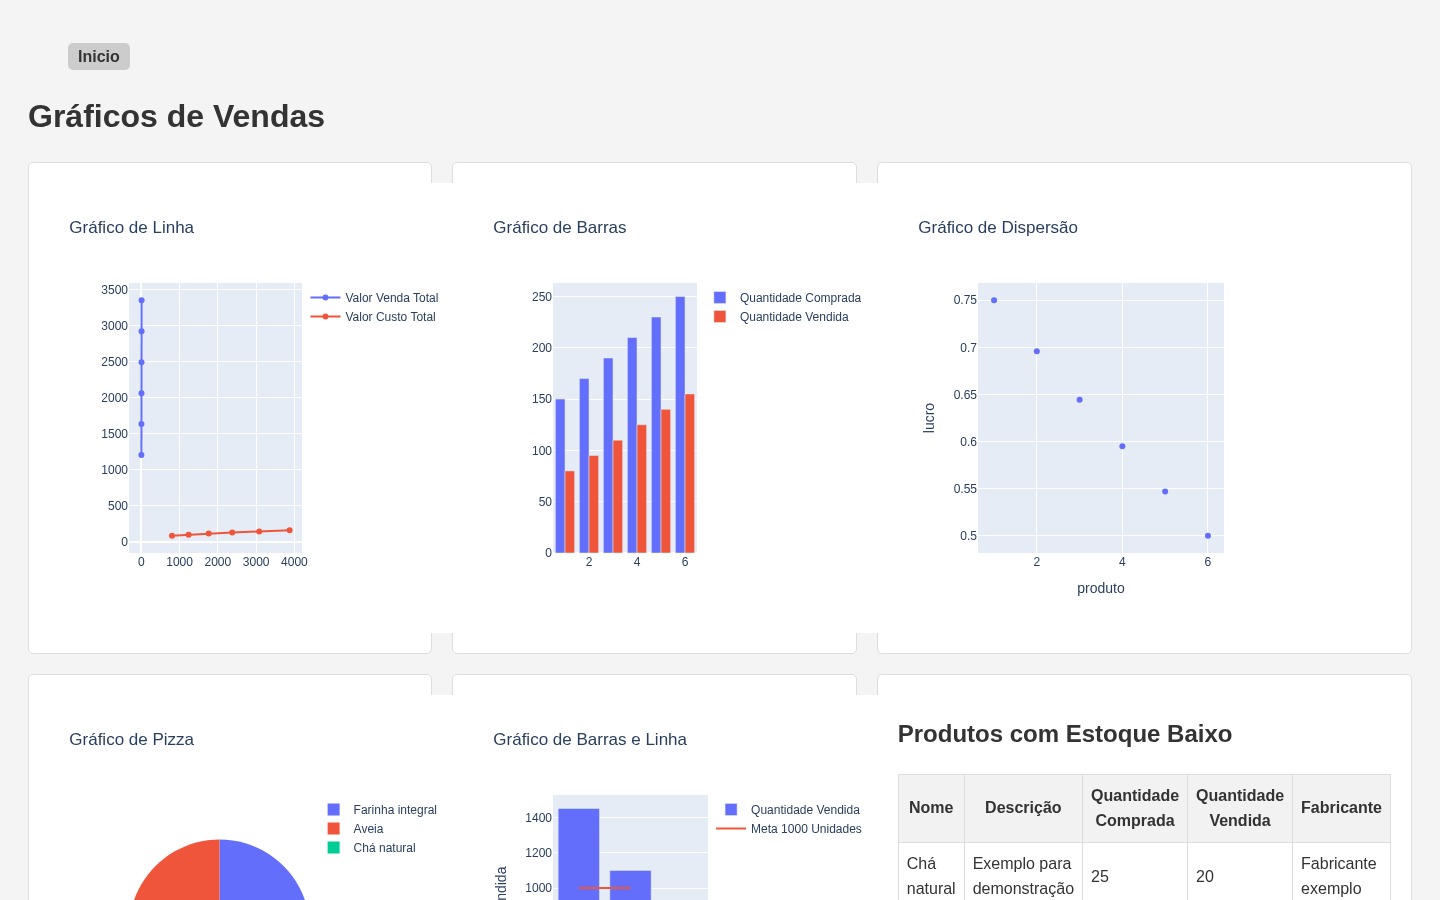 Inicio
Gráficos de Vendas
Gráfico de Linha
3500
3000
2500
2000
1500
1000
500
0
0 1000 2000 3000 4000
Valor Venda Total
Valor Custo Total
Gráfico de Barras
250
200
150
100
50
0
2 4 6
Quantidade Comprada
Quantidade Vendida
Gráfico de Dispersão
0.75
0.7
0.65
0.6
0.55
0.5
lucro
2 4 6
produto
Gráfico de Pizza
Farinha integral
Aveia
Chá natural
Gráfico de Barras e Linha
1400
1200
1000
ndida
Quantidade Vendida
Meta 1000 Unidades
Produtos com Estoque Baixo
Nome Descrição Quantidade Comprada Quantidade Vendida Fabricante
Chá natural Exemplo para demonstração 25 20 Fabricante exemplo